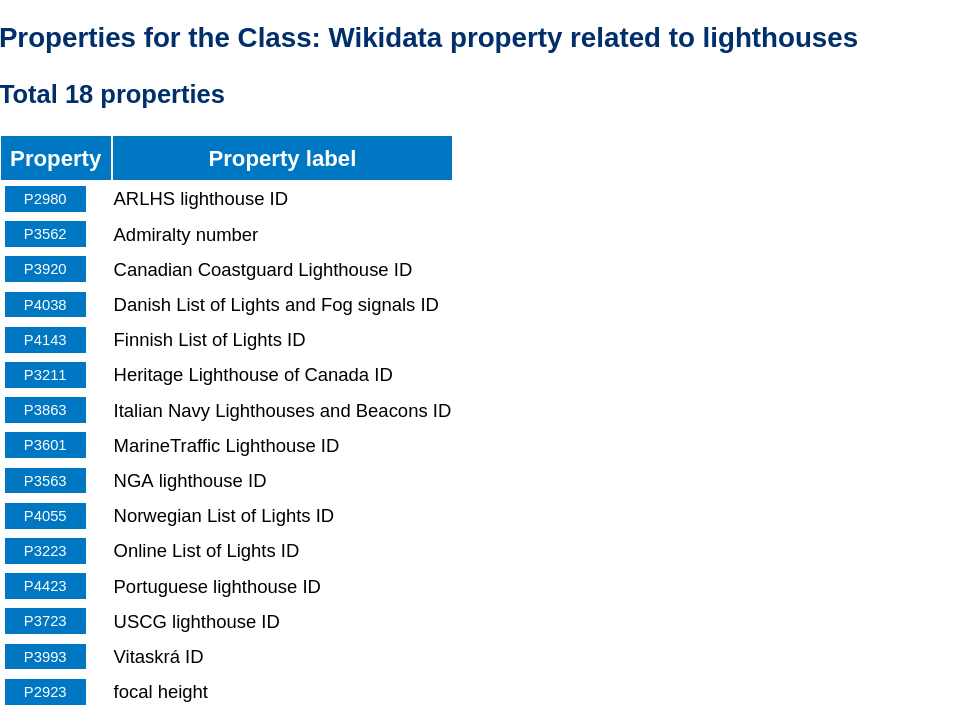 Properties for the Class: Wikidata property related to lighthouses
Total 18 properties
Property Property label
P2980 ARLHS lighthouse ID
P3562 Admiralty number
P3920 Canadian Coastguard Lighthouse ID
P4038 Danish List of Lights and Fog signals ID
P4143 Finnish List of Lights ID
P3211 Heritage Lighthouse of Canada ID
P3863 Italian Navy Lighthouses and Beacons ID
P3601 MarineTraffic Lighthouse ID
P3563 NGA lighthouse ID
P4055 Norwegian List of Lights ID
P3223 Online List of Lights ID
P4423 Portuguese lighthouse ID
P3723 USCG lighthouse ID
P3993 Vitaskrá ID
P2923 focal height